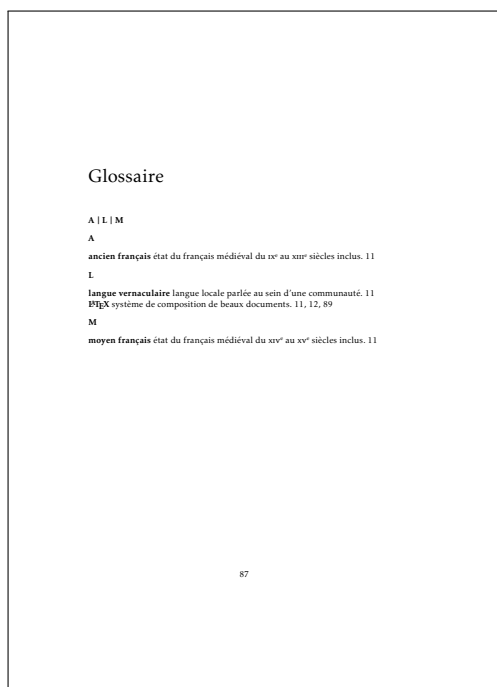 Glossaire
A | L | M
A
ancien français état du français médiéval du IXe au XIIIe siècles inclus. 11
L
langue vernaculaire langue locale parlée au sein d’une communauté. 11
LATEX système de composition de beaux documents. 11, 12, 89
M
moyen français état du français médiéval du XIVe au XVe siècles inclus. 11
87